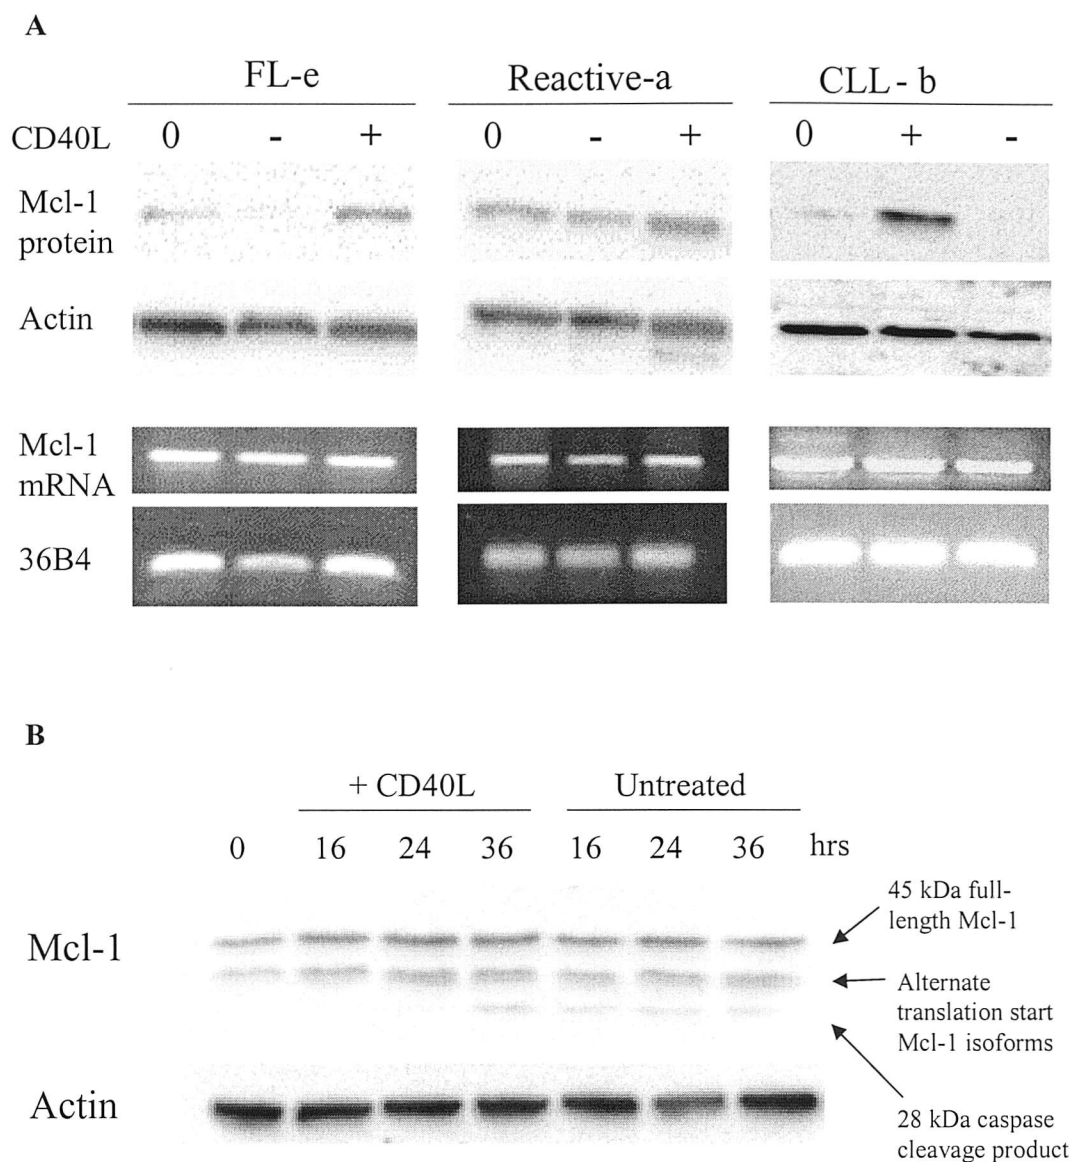 A
FL-e Reactive-a CLL - b
CD40L 0 - + 0 - + 0 + -
Mcl-1
protein
Actin
Mcl-1
mRNA
36B4
B
+ CD40L Untreated
0 16 24 36 16 24 36 hrs
Mcl-1
45 kDa full-
length Mcl-1
Alternate
translation start
Mcl-1 isoforms
Actin
28 kDa caspase
cleavage product